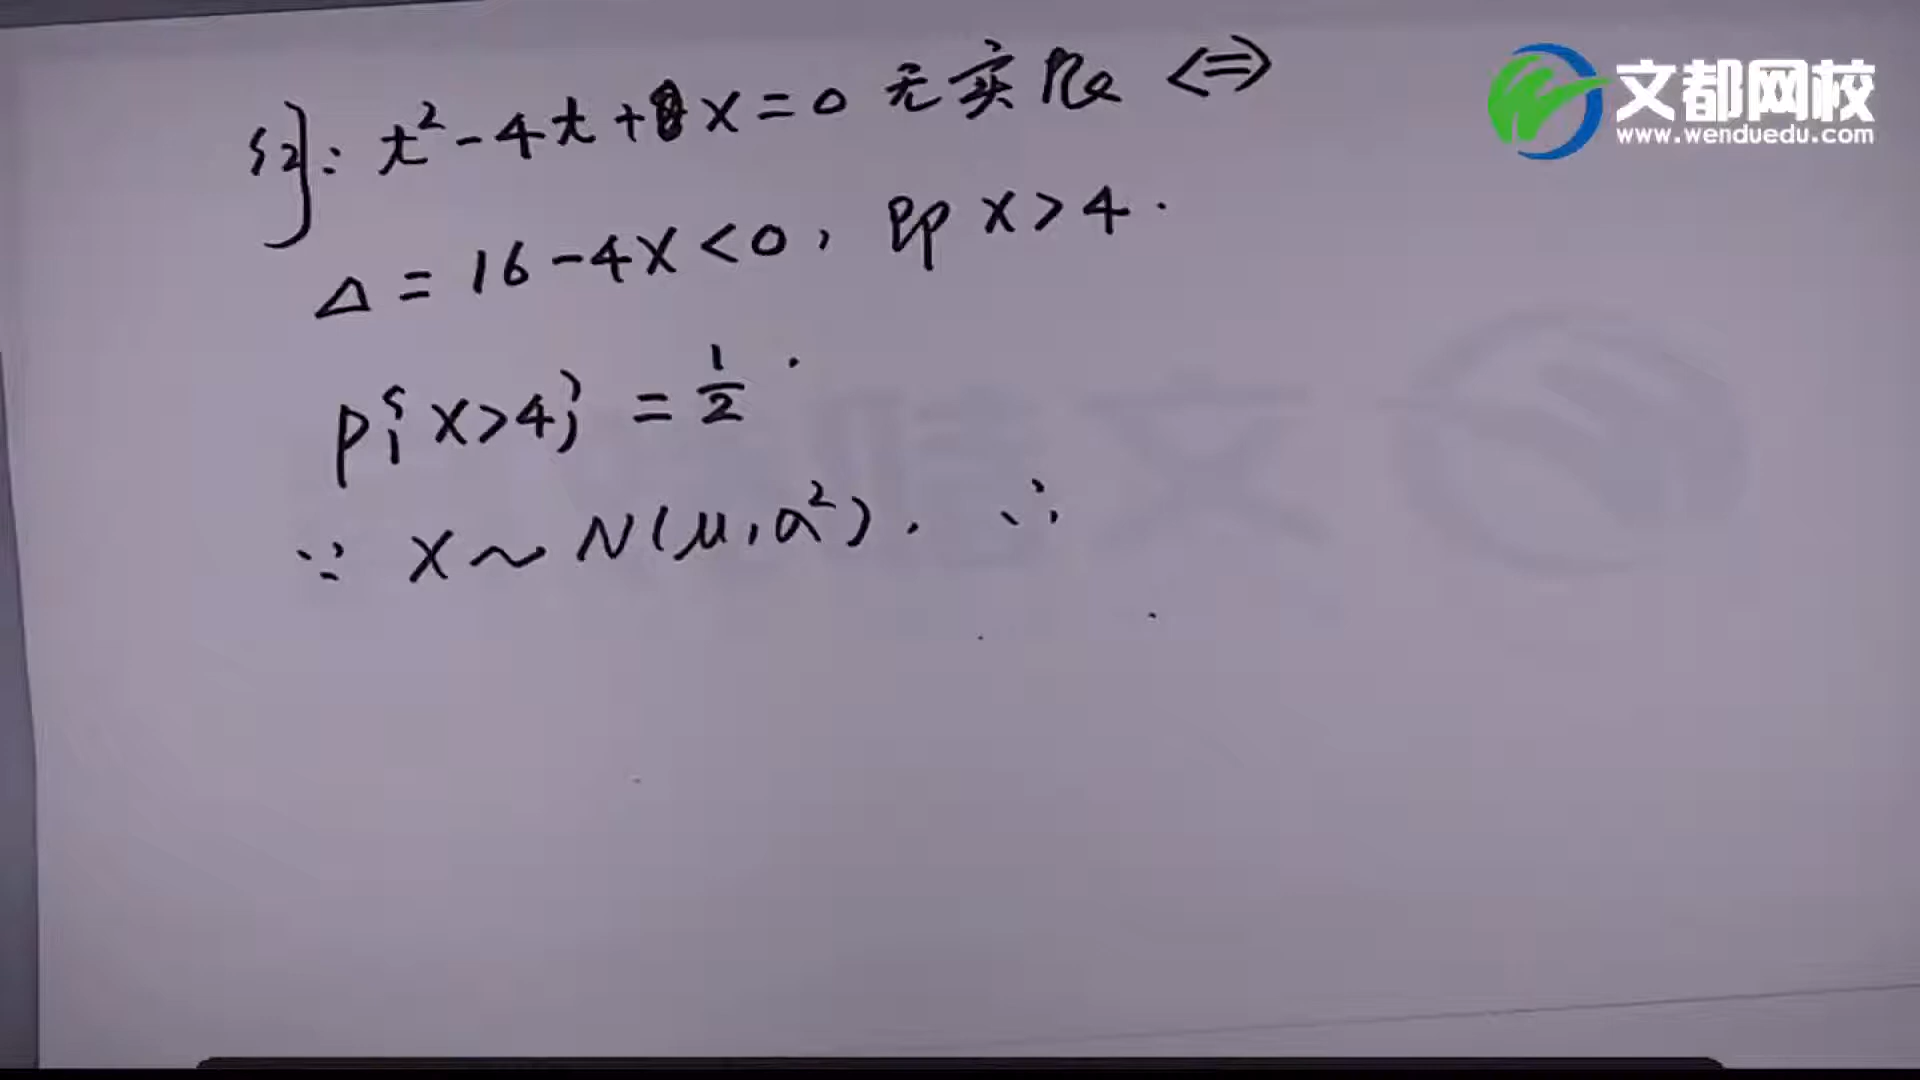 解: t² - 4t + X = 0 无实根 <=>
Δ = 16 - 4X < 0, 即 X > 4.
P{X>4} = 1/2.
∵ X ~ N(μ, σ²). ∴
文都网校
www.wenduedu.com